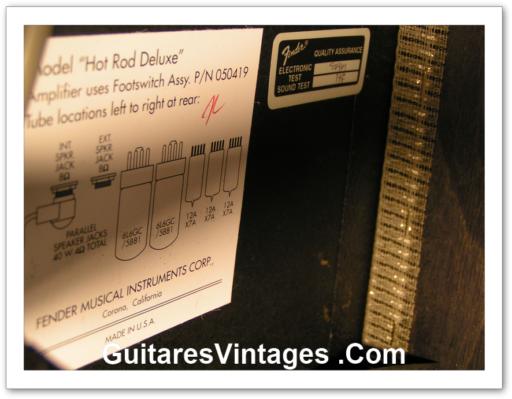 Model "Hot Rod Deluxe"
Amplifier uses Footswitch Assy. P/N 050419
Tube locations left to right at rear:
INT.
SPKR.
JACK
8Ω
EXT.
SPKR.
JACK
8Ω
PARALLEL
SPEAKER JACKS
40 W 4Ω TOTAL
6L6GC
/5881
6L6GC
/5881
12A
X7A
12A
X7A
12A
X7A
FENDER MUSICAL INSTRUMENTS CORP.,
Corona, California
MADE IN U.S.A.
Fender
QUALITY ASSURANCE
ELECTRONIC
TEST
SOUND TEST
GuitaresVintages .Com